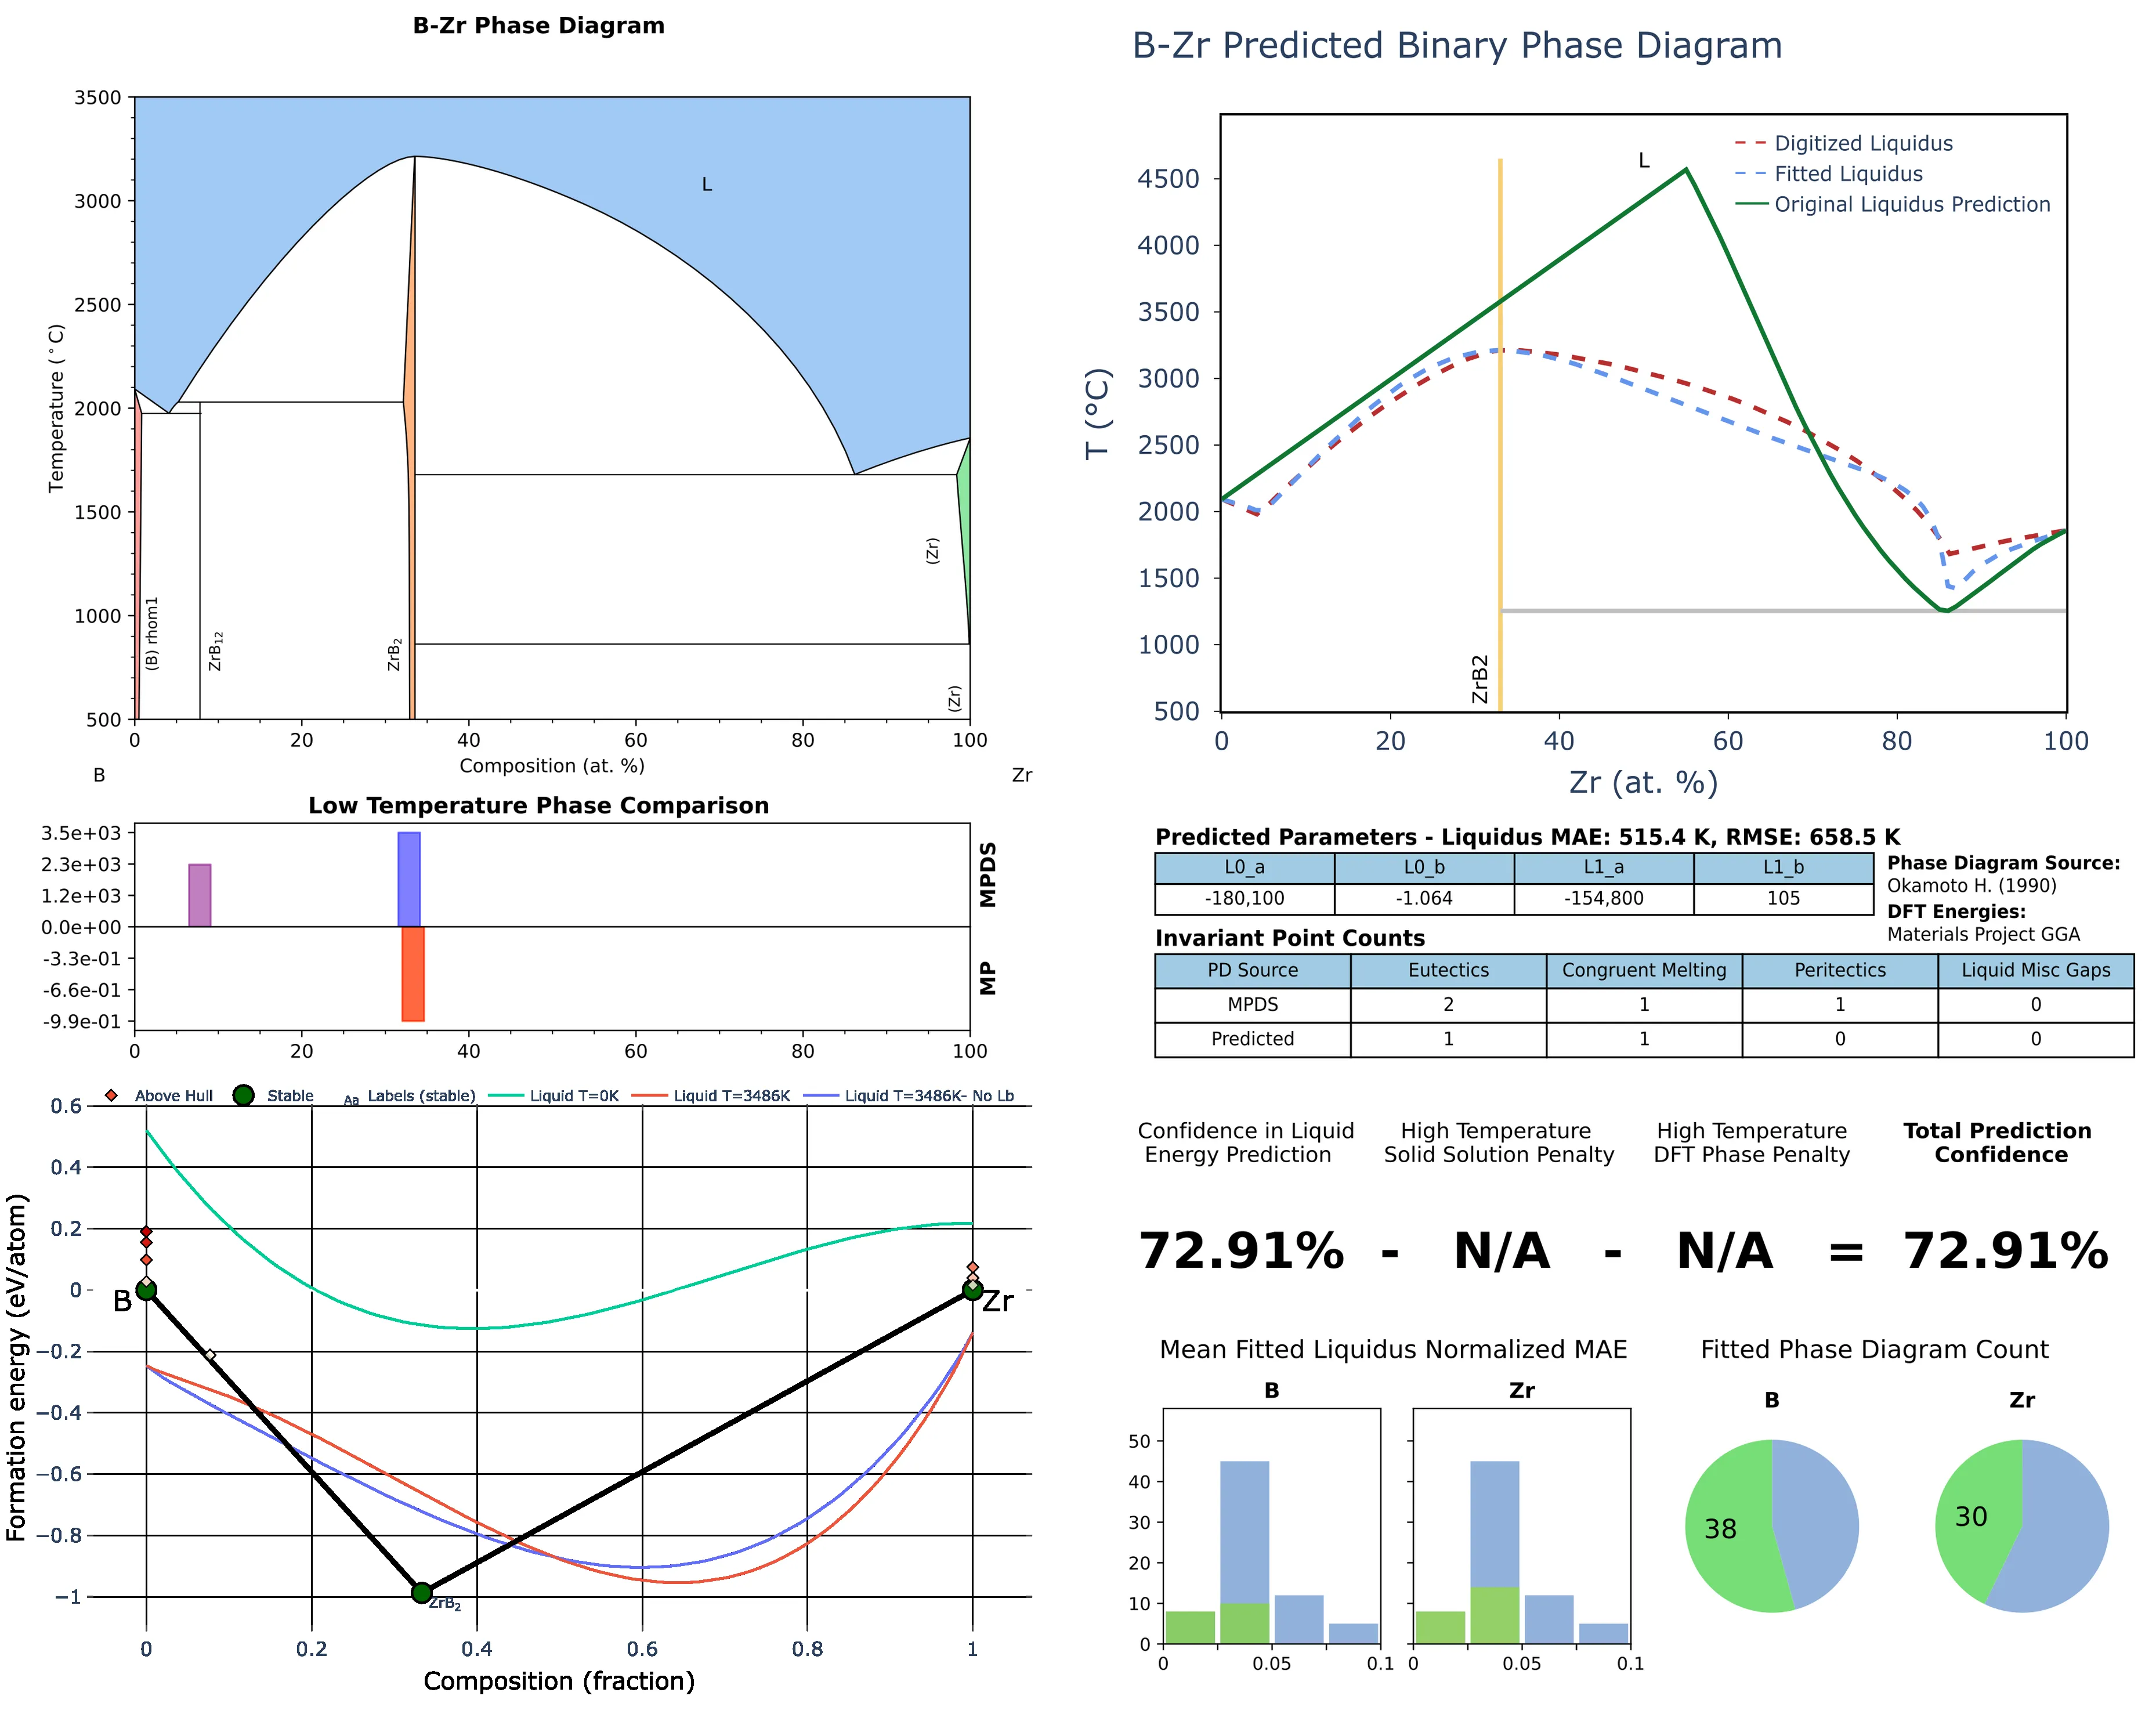 B-Zr Phase Diagram
3500
3000
2500
2000
1500
1000
500
Temperature (°C)
L
(B) rhom1
ZrB12
ZrB2
(Zr)
(Zr)
0 20 40 60 80 100
Composition (at. %)
B Zr
B-Zr Predicted Binary Phase Diagram
Digitized Liquidus
Fitted Liquidus
Original Liquidus Prediction
L
4500
4000
3500
3000
2500
2000
1500
1000
500
T (°C)
ZrB2
0 20 40 60 80 100
Zr (at. %)
Low Temperature Phase Comparison
3.5e+03
2.3e+03
1.2e+03
0.0e+00
-3.3e-01
-6.6e-01
-9.9e-01
MPDS
MP
0 20 40 60 80 100
Predicted Parameters - Liquidus MAE: 515.4 K, RMSE: 658.5 K
L0_a L0_b L1_a L1_b
-180,100 -1.064 -154,800 105
Phase Diagram Source:
Okamoto H. (1990)
DFT Energies:
Materials Project GGA
Invariant Point Counts
PD Source Eutectics Congruent Melting Peritectics Liquid Misc Gaps
MPDS 2 1 1 0
Predicted 1 1 0 0
Above Hull Stable Aa Labels (stable) Liquid T=0K Liquid T=3486K Liquid T=3486K- No Lb
0.6
0.4
0.2
0
−0.2
−0.4
−0.6
−0.8
−1
Formation energy (eV/atom)
B
Zr
ZrB2
0 0.2 0.4 0.6 0.8 1
Composition (fraction)
Confidence in Liquid
Energy Prediction
High Temperature
Solid Solution Penalty
High Temperature
DFT Phase Penalty
Total Prediction
Confidence
72.91% - N/A - N/A = 72.91%
Mean Fitted Liquidus Normalized MAE
B Zr
50
40
30
20
10
0
0 0.05 0.1
0 0.05 0.1
Fitted Phase Diagram Count
B Zr
38 30